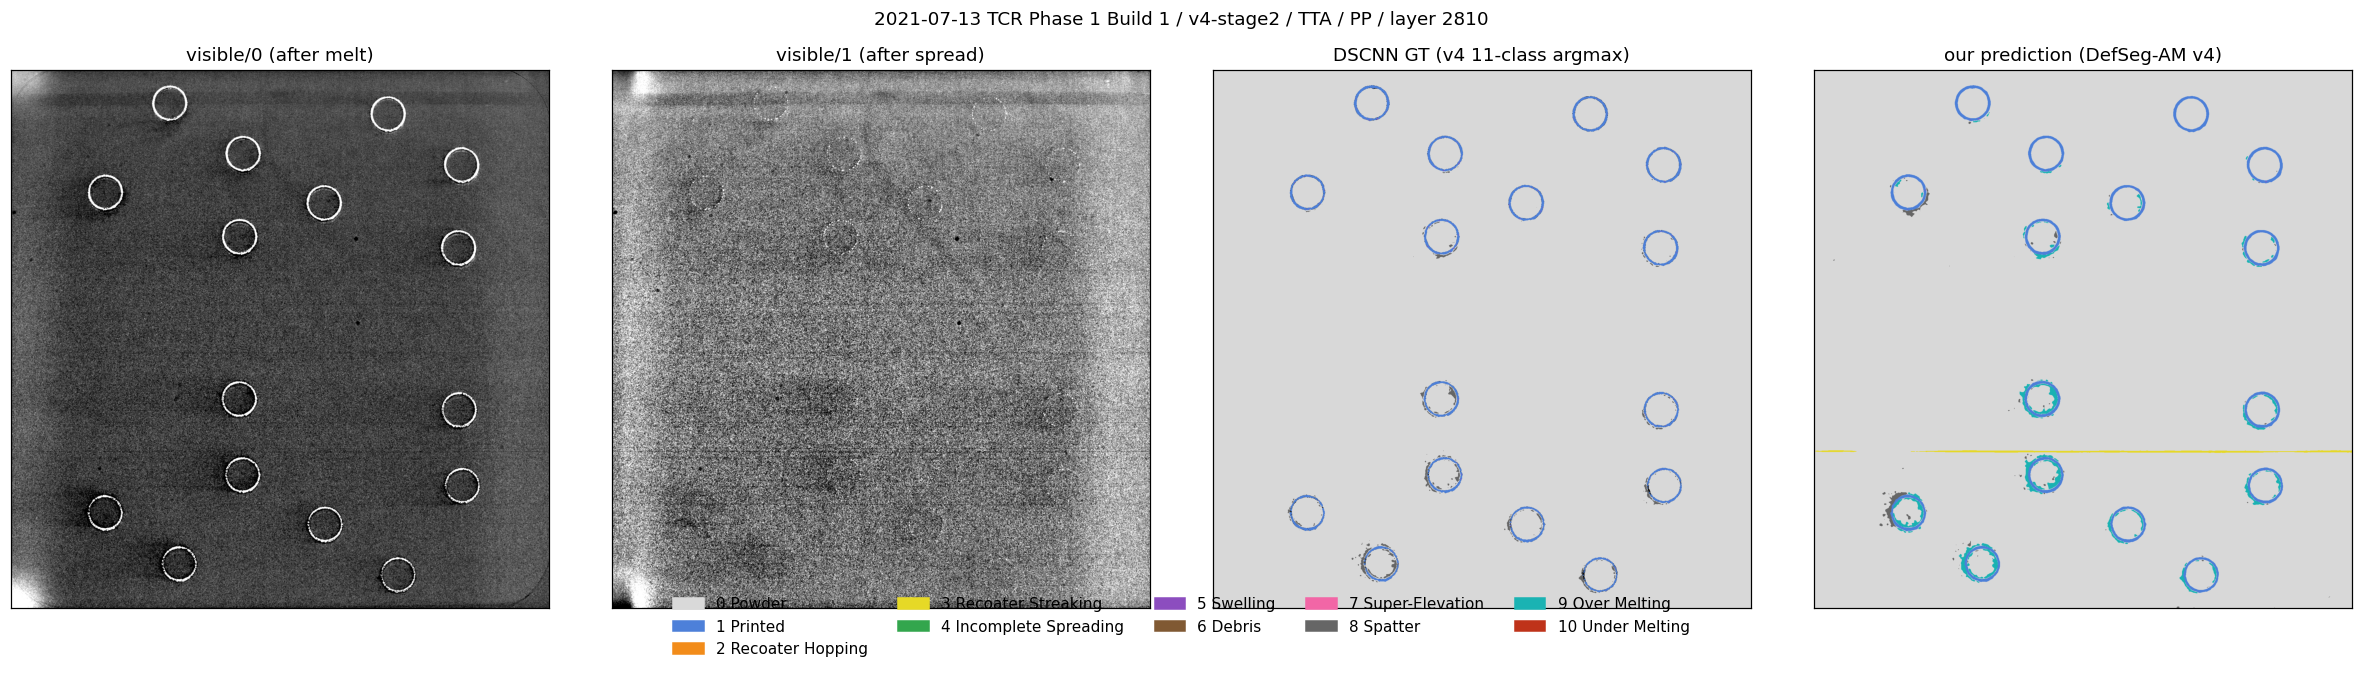 2021-07-13 TCR Phase 1 Build 1 / v4-stage2 / TTA / PP / layer 2810
visible/0 (after melt)
visible/1 (after spread)
DSCNN GT (v4 11-class argmax)
our prediction (DefSeg-AM v4)
0 Powder
1 Printed
2 Recoater Hopping
3 Recoater Streaking
4 Incomplete Spreading
5 Swelling
6 Debris
7 Super-Elevation
8 Spatter
9 Over Melting
10 Under Melting